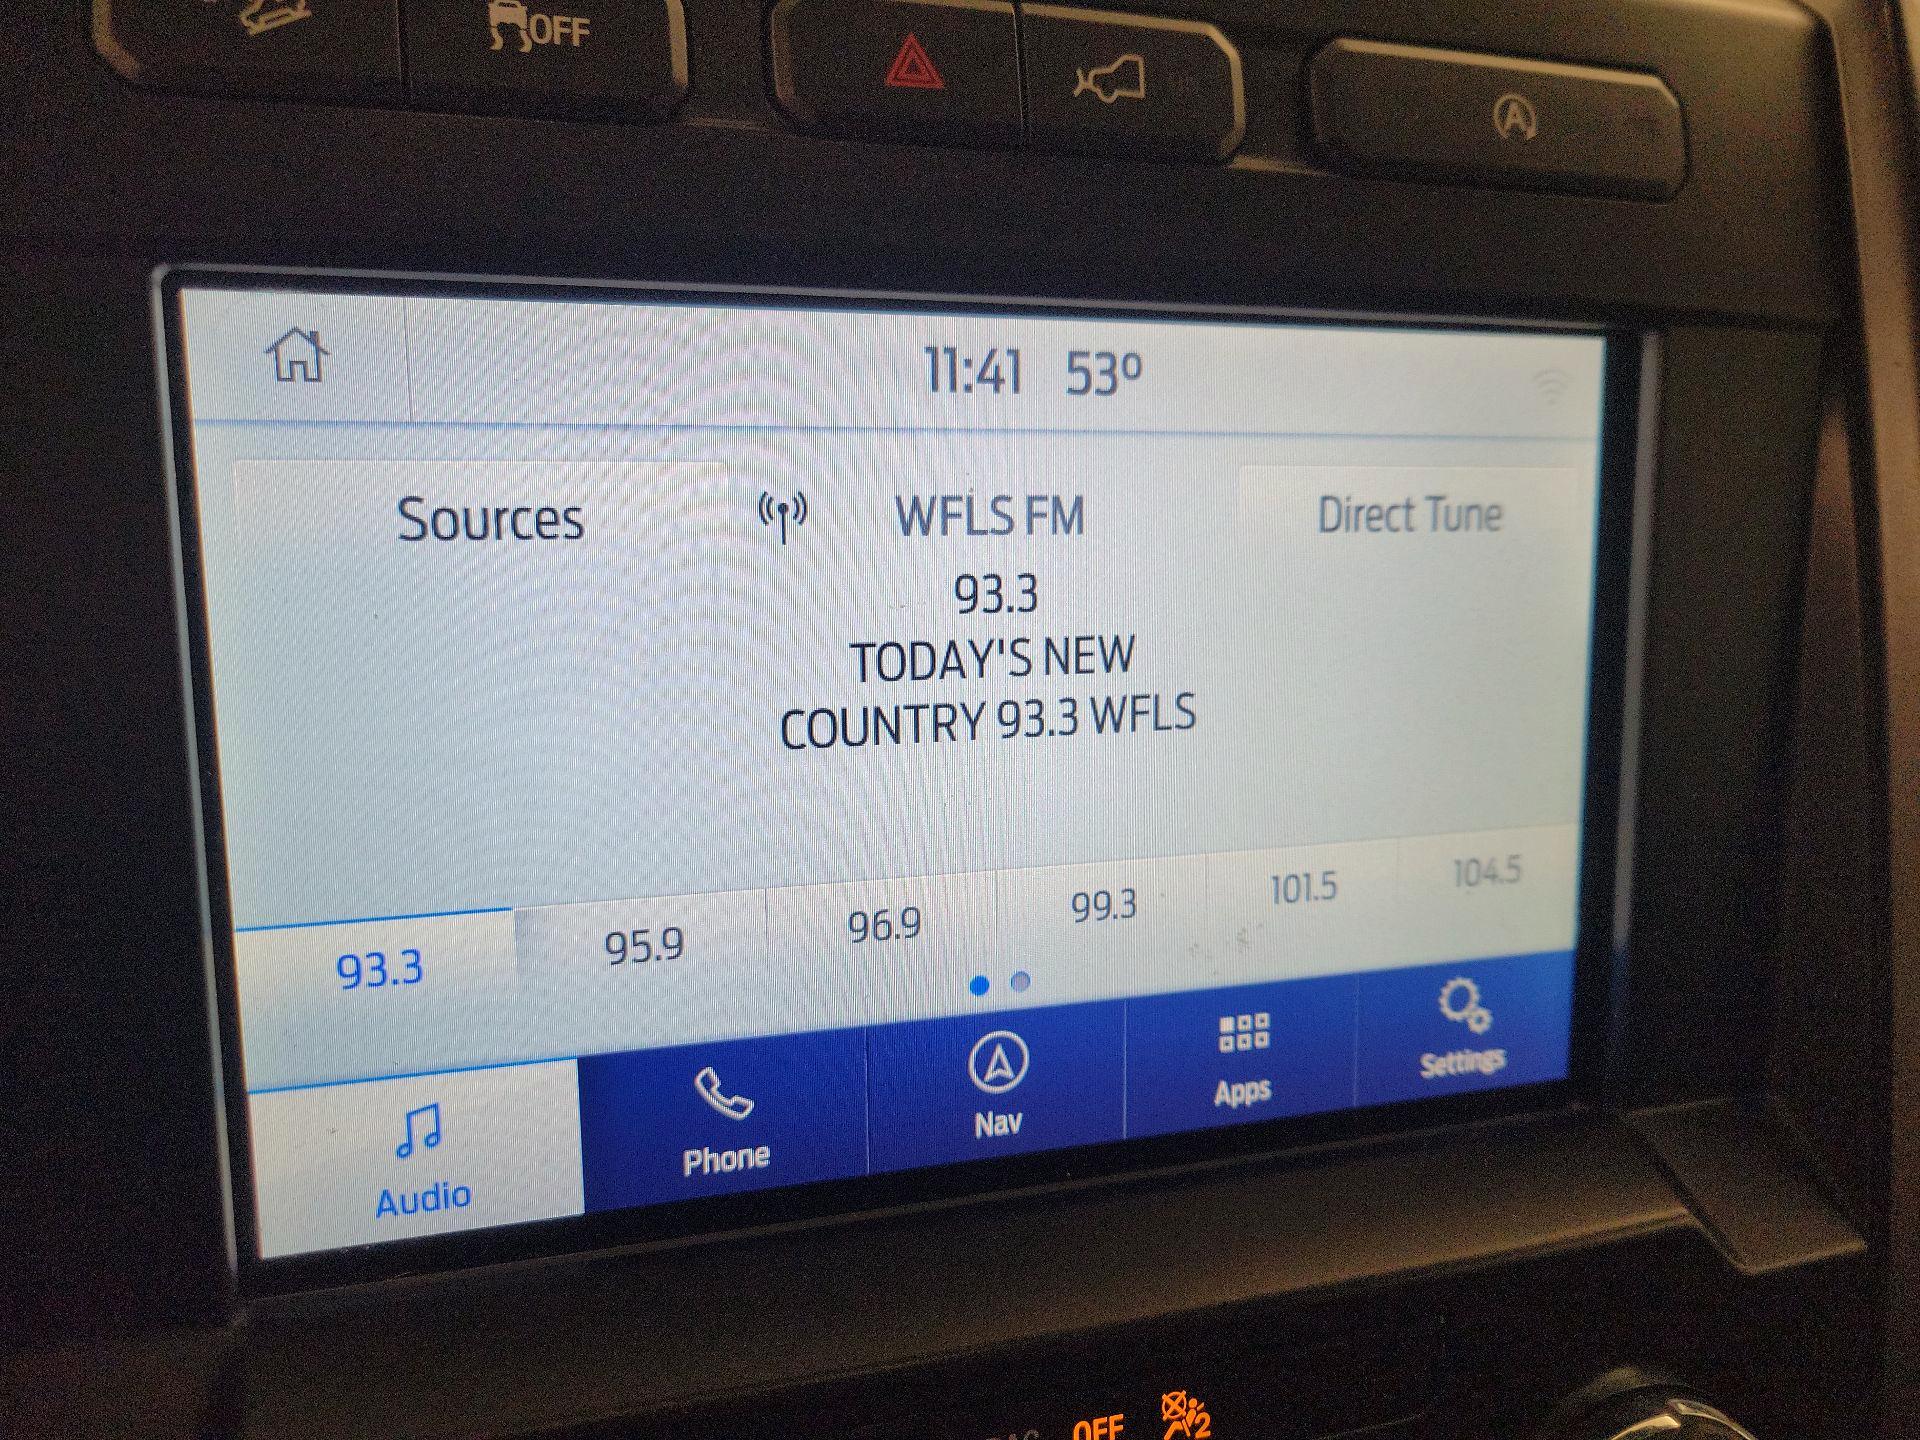 OFF
11:41 53°
Sources WFLS FM Direct Tune
93.3
TODAY'S NEW
COUNTRY 93.3 WFLS
93.3 95.9 96.9 99.3 101.5 104.5
Audio Phone Nav Apps Settings
OFF 2